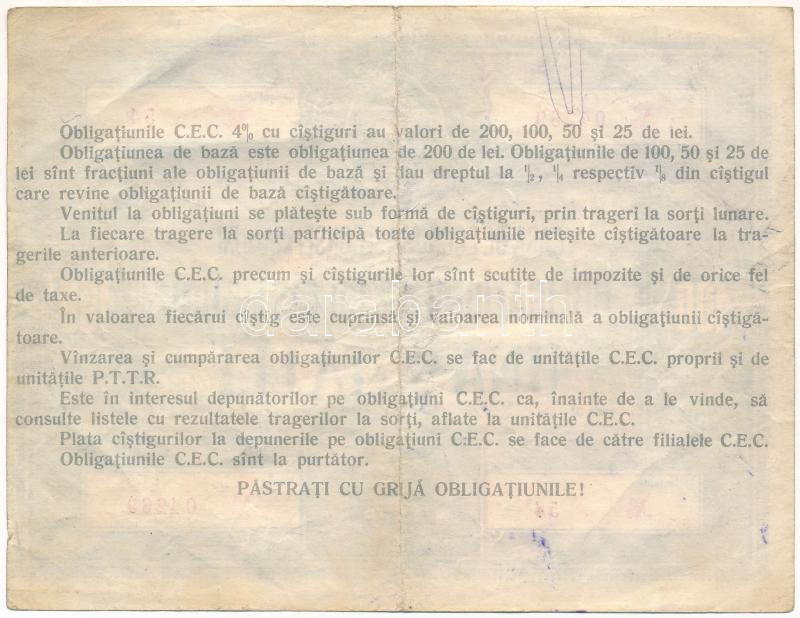 Obligaţiunile C.E.C. 4% cu cîştiguri au valori de 200, 100, 50 şi 25 de lei.
Obligaţiunea de bază este obligaţiunea de 200 de lei. Obligaţiunile de 100, 50 şi 25 de
lei sînt fracţiuni ale obligaţiunii de bază şi dau dreptul la 1/2, 1/4 respectiv 1/8 din cîştigul
care revine obligaţiunii de bază cîştigătoare.
Venitul la obligaţiuni se plăteşte sub formă de cîştiguri, prin trageri la sorţi lunare.
La fiecare tragere la sorţi participă toate obligaţiunile neieşite cîştigătoare la tra-
gerile anterioare.
Obligaţiunile C.E.C. precum şi cîştigurile lor sînt scutite de impozite şi de orice fel
de taxe.
În valoarea fiecărui cîştig este cuprinsă şi valoarea nominală a obligaţiunii cîştigă-
toare.
Vînzarea şi cumpărarea obligaţiunilor C.E.C. se fac de unităţile C.E.C. proprii şi de
unităţile P.T.T.R.
Este în interesul depunătorilor pe obligaţiuni C.E.C. ca, înainte de a le vinde, să
consulte listele cu rezultatele tragerilor la sorţi, aflate la unităţile C.E.C.
Plata cîştigurilor la depunerile pe obligaţiuni C.E.C. se face de către filialele C.E.C.
Obligaţiunile C.E.C. sînt la purtător.
PĂSTRAŢI CU GRIJĂ OBLIGAŢIUNILE!
darabanth